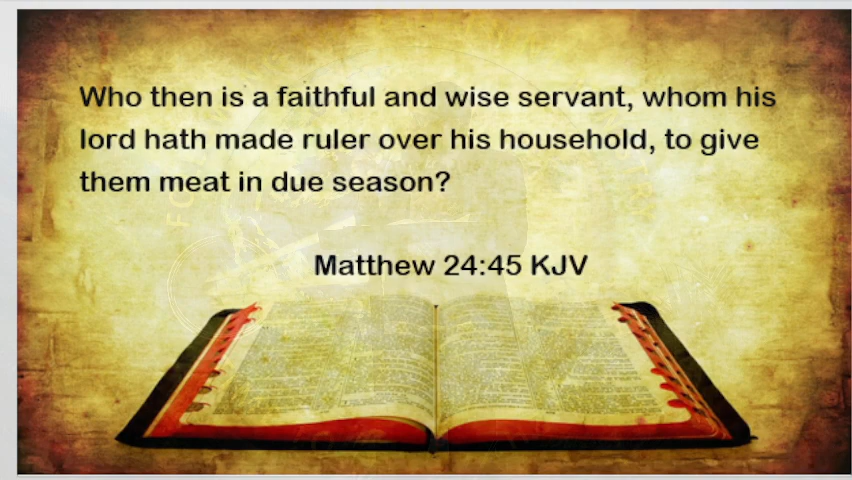 Who then is a faithful and wise servant, whom his
lord hath made ruler over his household, to give
them meat in due season?
Matthew 24:45 KJV